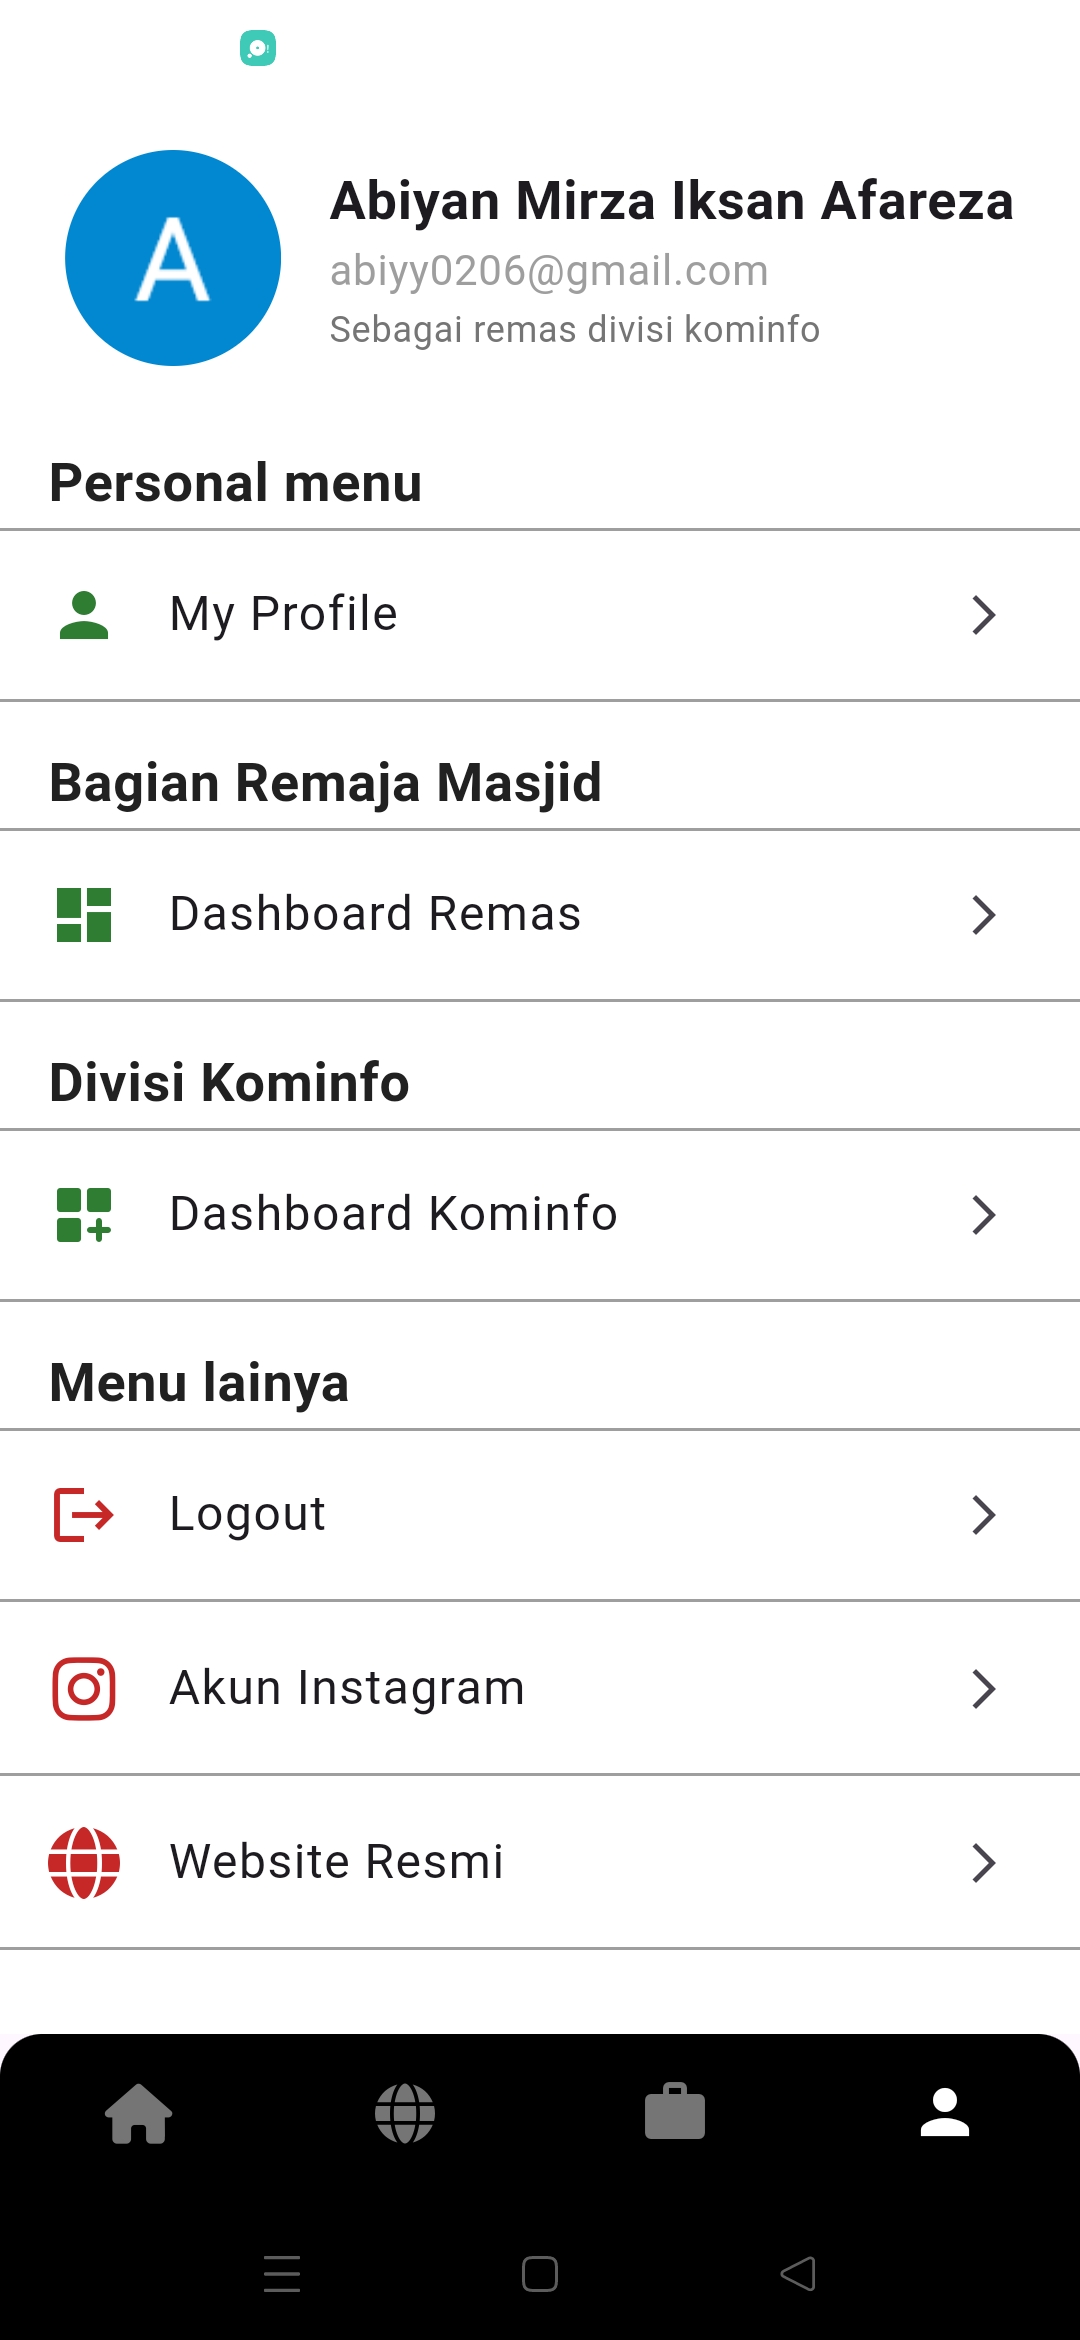 A
Abiyan Mirza Iksan Afareza
abiyy0206@gmail.com
Sebagai remas divisi kominfo
Personal menu
My Profile
Bagian Remaja Masjid
Dashboard Remas
Divisi Kominfo
Dashboard Kominfo
Menu lainya
Logout
Akun Instagram
Website Resmi